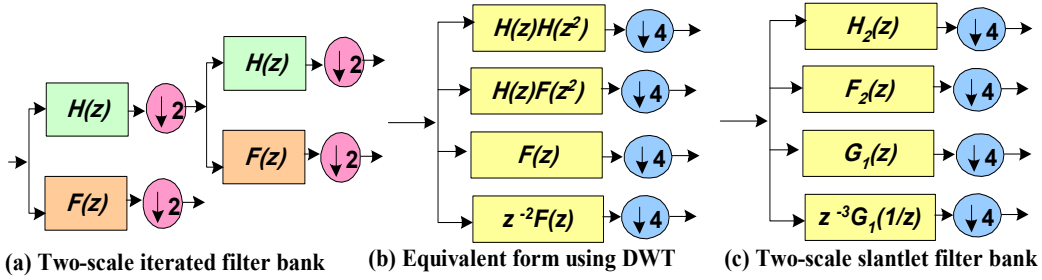 H(z)
↓ 2
F(z)
↓ 2
H(z)
↓ 2
F(z)
↓ 2
(a) Two-scale iterated filter bank
H(z)H(z²)
↓ 4
H(z)F(z²)
↓ 4
F(z)
↓ 4
z ⁻²F(z)
↓ 4
(b) Equivalent form using DWT
H₂(z)
↓ 4
F₂(z)
↓ 4
G₁(z)
↓ 4
z ⁻³G₁(1/z)
↓ 4
(c) Two-scale slantlet filter bank